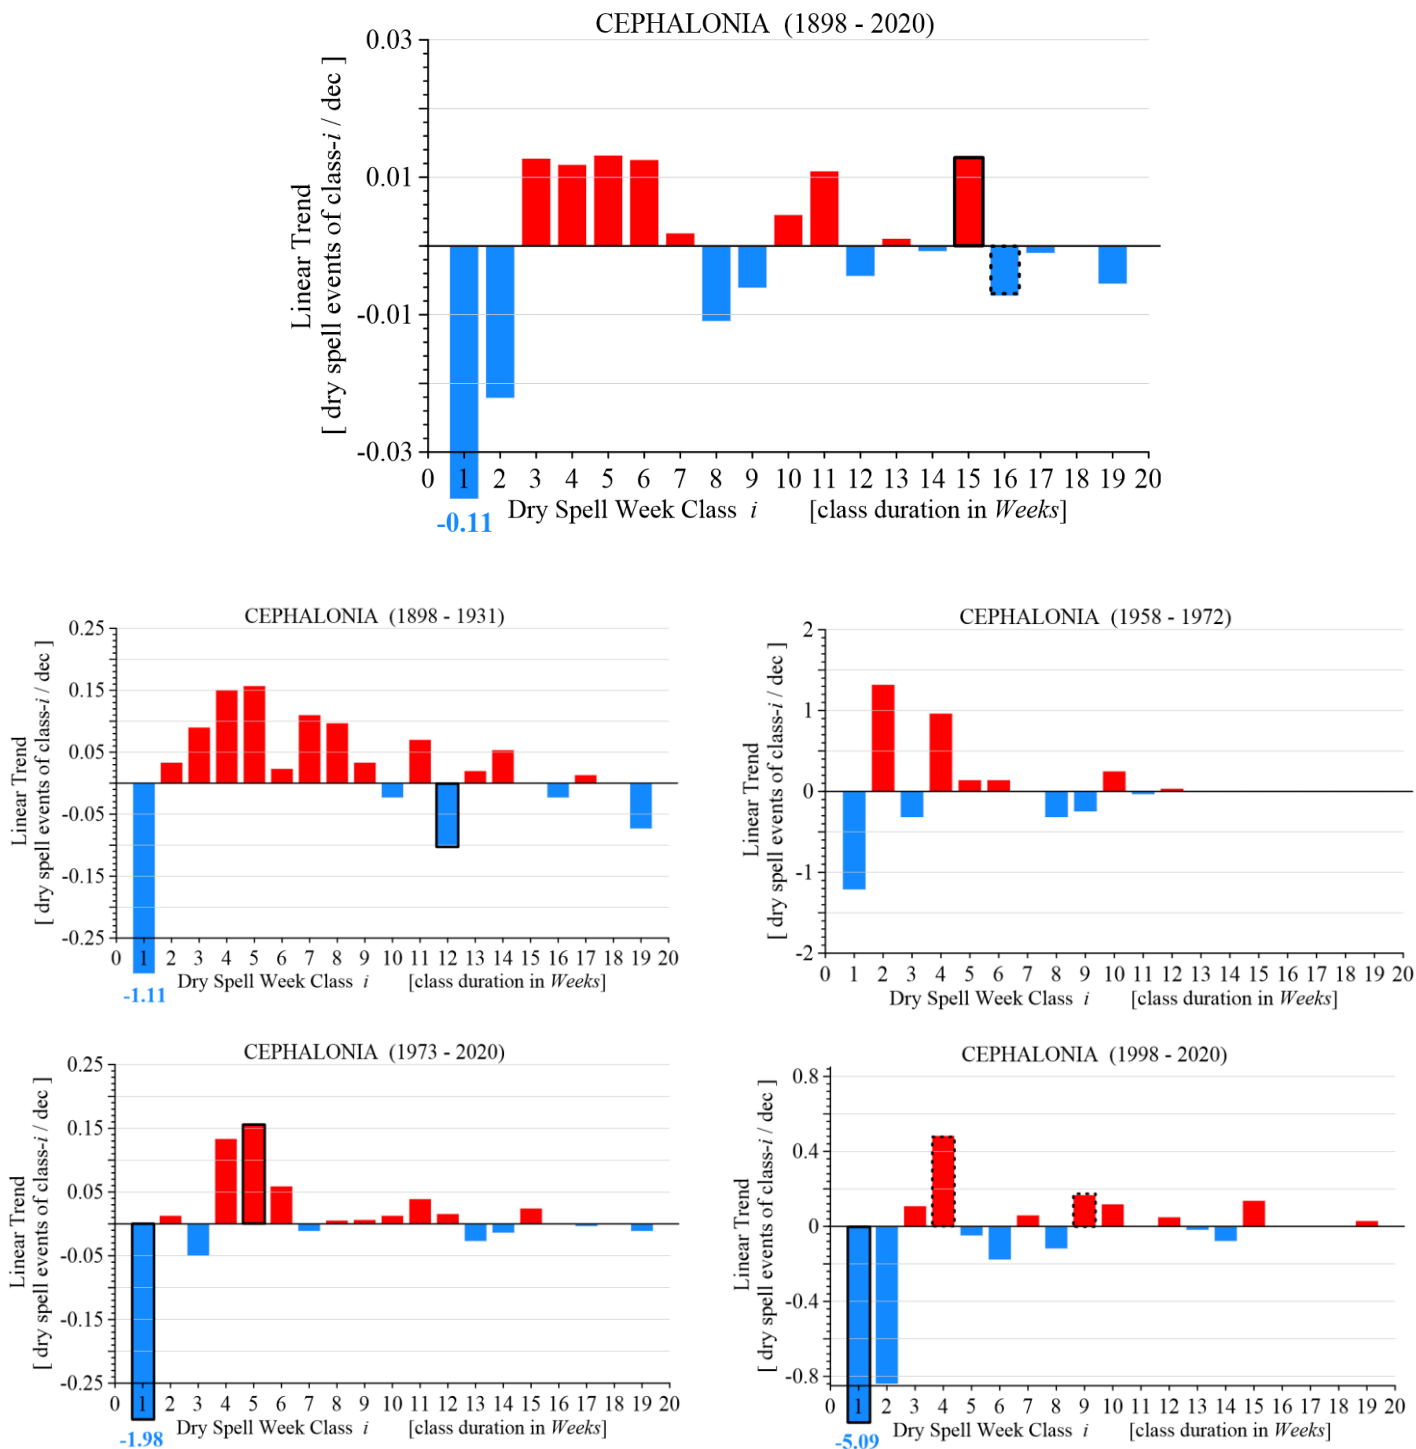 CEPHALONIA (1898 - 2020)
Linear Trend
[ dry spell events of class-i / dec ]
0.03
0.01
-0.01
-0.03
0 1 2 3 4 5 6 7 8 9 10 11 12 13 14 15 16 17 18 19 20
Dry Spell Week Class i [class duration in Weeks]
-0.11
CEPHALONIA (1898 - 1931)
Linear Trend
[ dry spell events of class-i / dec ]
0.25
0.15
0.05
-0.05
-0.15
-0.25
0 1 2 3 4 5 6 7 8 9 10 11 12 13 14 15 16 17 18 19 20
Dry Spell Week Class i [class duration in Weeks]
-1.11
CEPHALONIA (1958 - 1972)
Linear Trend
[ dry spell events of class-i / dec ]
2
1
0
-1
-2
0 1 2 3 4 5 6 7 8 9 10 11 12 13 14 15 16 17 18 19 20
Dry Spell Week Class i [class duration in Weeks]
CEPHALONIA (1973 - 2020)
Linear Trend
[ dry spell events of class-i / dec ]
0.25
0.15
0.05
-0.05
-0.15
-0.25
0 1 2 3 4 5 6 7 8 9 10 11 12 13 14 15 16 17 18 19 20
Dry Spell Week Class i [class duration in Weeks]
-1.98
CEPHALONIA (1998 - 2020)
Linear Trend
[ dry spell events of class-i / dec ]
0.8
0.4
0
-0.4
-0.8
0 1 2 3 4 5 6 7 8 9 10 11 12 13 14 15 16 17 18 19 20
Dry Spell Week Class i [class duration in Weeks]
-5.09